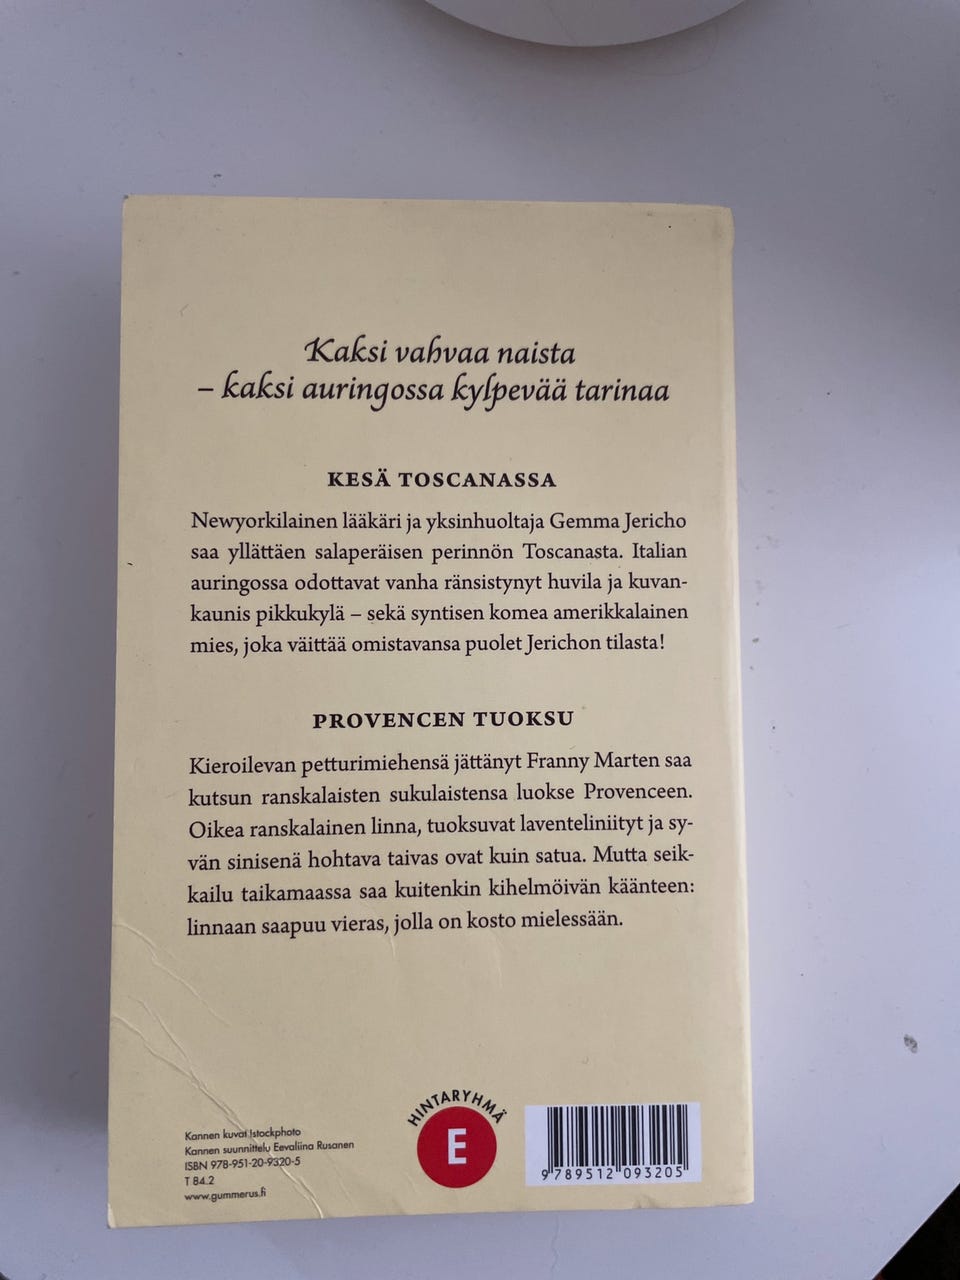 Kaksi vahvaa naista
– kaksi auringossa kylpevää tarinaa
KESÄ TOSCANASSA
Newyorkilainen lääkäri ja yksinhuoltaja Gemma Jericho
saa yllättäen salaperäisen perinnön Toscanasta. Italian
auringossa odottavat vanha ränsistynyt huvila ja kuvan-
kaunis pikkukylä – sekä syntisen komea amerikkalainen
mies, joka väittää omistavansa puolet Jerichon tilasta!
PROVENCEN TUOKSU
Kieroilevan petturimiehensä jättänyt Franny Marten saa
kutsun ranskalaisten sukulaistensa luokse Provenceen.
Oikea ranskalainen linna, tuoksuvat laventeliniityt ja sy-
vän sinisenä hohtava taivas ovat kuin satua. Mutta seik-
kailu taikamaassa saa kuitenkin kihelmöivän käänteen:
linnaan saapuu vieras, jolla on kosto mielessään.
Kannen kuvat Istockphoto
Kannen suunnittelu Eevaliina Rusanen
ISBN 978-951-20-9320-5
T 84.2
www.gummerus.fi
HINTARYHMÄ
E
9 789512 093205